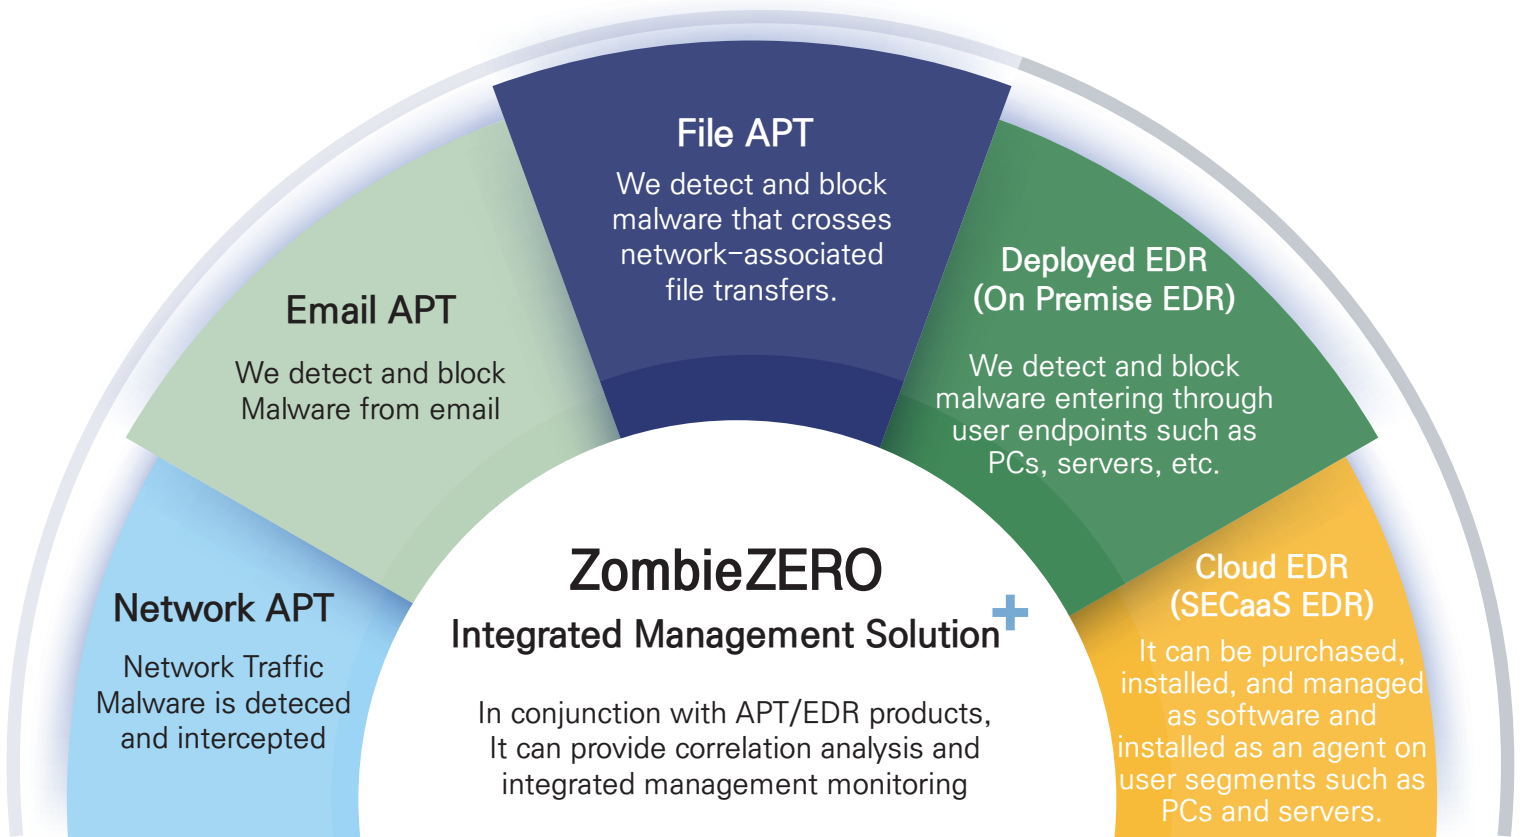 File APT
We detect and block
malware that crosses
network-associated
file transfers.
Email APT
We detect and block
Malware from email
Deployed EDR
(On Premise EDR)
We detect and block
malware entering through
user endpoints such as
PCs, servers, etc.
Network APT
Network Traffic
Malware is deteced
and intercepted
ZombieZERO
Integrated Management Solution+
In conjunction with APT/EDR products,
It can provide correlation analysis and
integrated management monitoring
Cloud EDR
(SECaaS EDR)
It can be purchased,
installed, and managed
as software and
installed as an agent on
user segments such as
PCs and servers.